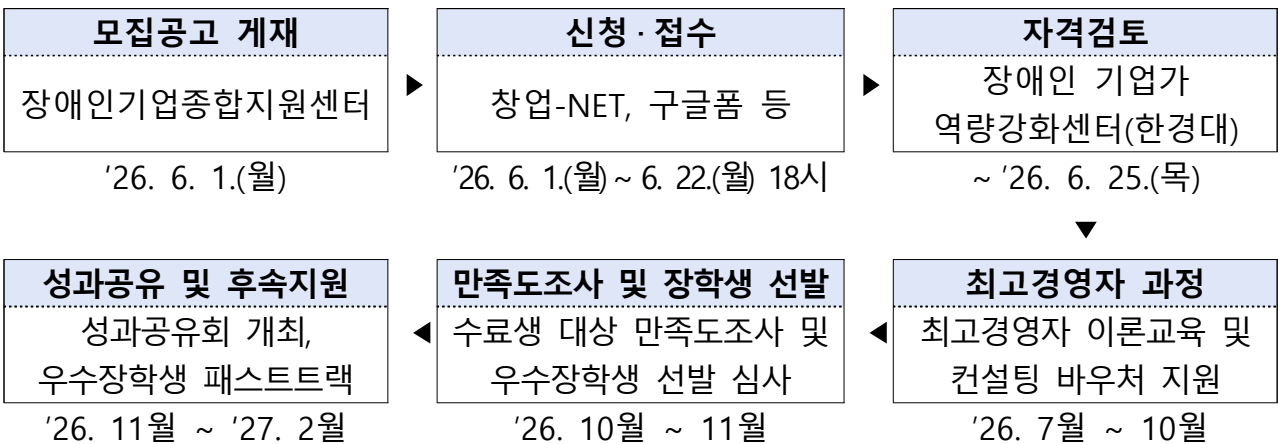 모집공고 게재
장애인기업종합지원센터
'26. 6. 1.(월)
▶
신청 · 접수
창업-NET, 구글폼 등
'26. 6. 1.(월) ~ 6. 22.(월) 18시
▶
자격검토
장애인 기업가
역량강화센터(한경대)
~ '26. 6. 25.(목)
▼
최고경영자 과정
최고경영자 이론교육 및
컨설팅 바우처 지원
'26. 7월 ~ 10월
◀
만족도조사 및 장학생 선발
수료생 대상 만족도조사 및
우수장학생 선발 심사
'26. 10월 ~ 11월
◀
성과공유 및 후속지원
성과공유회 개최,
우수장학생 패스트트랙
'26. 11월 ~ '27. 2월